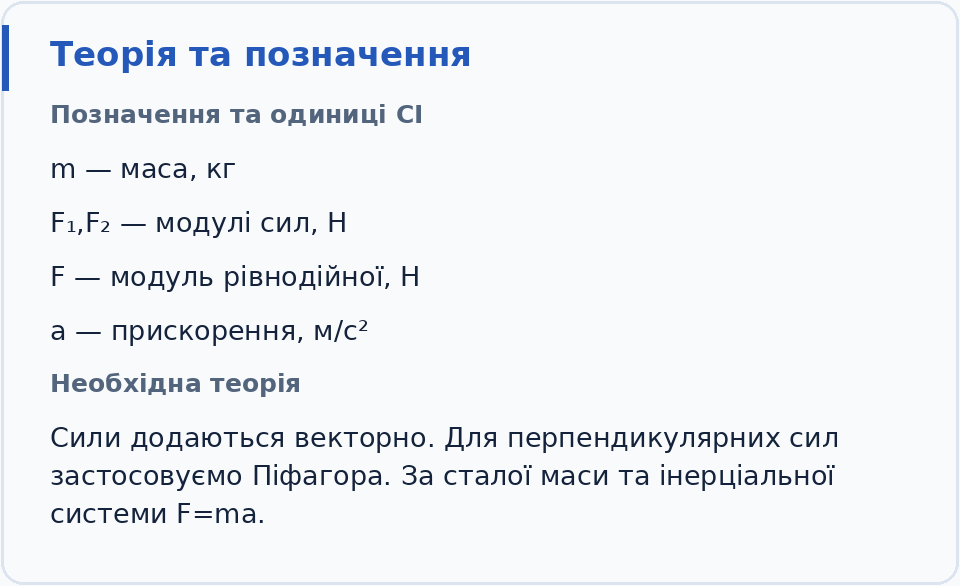 Теорія та позначення
Позначення та одиниці СІ
m — маса, кг
F₁,F₂ — модулі сил, Н
F — модуль рівнодійної, Н
a — прискорення, м/с²
Необхідна теорія
Сили додаються векторно. Для перпендикулярних сил
застосовуємо Піфагора. За сталої маси та інерціальної
системи F=ma.